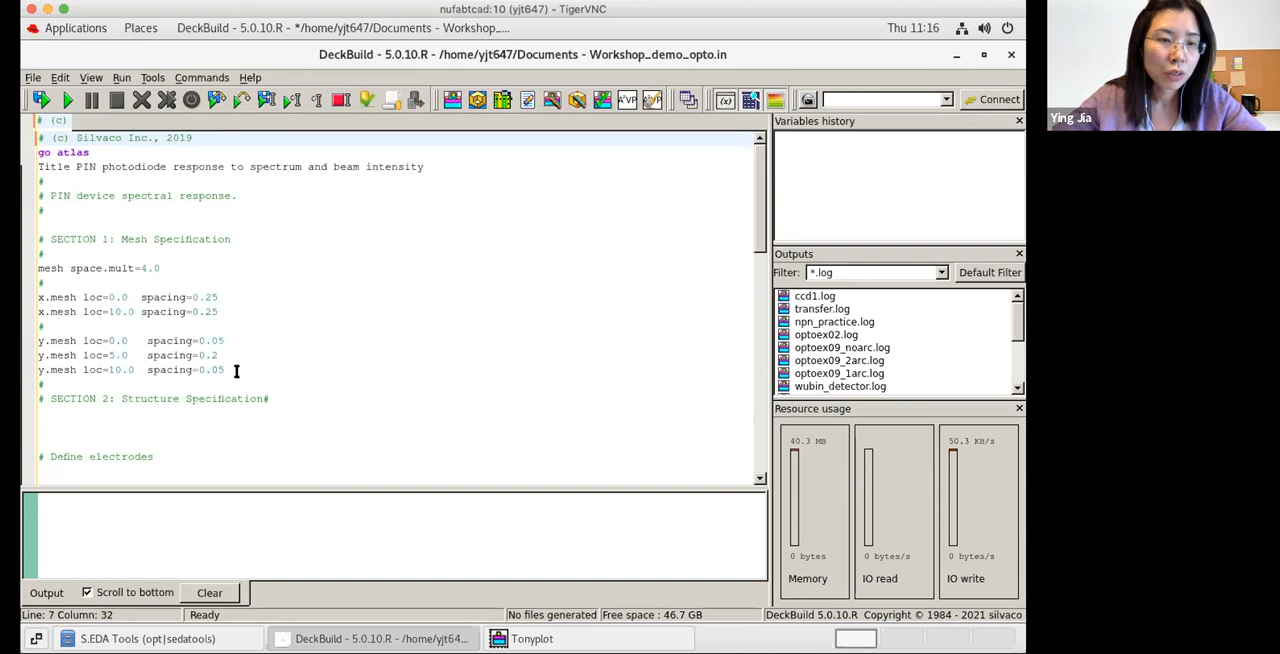 nufabtcad:10 (yjt647) - TigerVNC
Applications Places DeckBuild - 5.0.10.R - */home/yjt647/Documents - Workshop_demo_opto.... Thu 11:16
DeckBuild - 5.0.10.R - /home/yjt647/Documents - Workshop_demo_opto.in
File Edit View Run Tools Commands Help
(x)
Connect
Ying Jia
# (c)
Variables history
# (c) Silvaco Inc., 2019
go atlas
Title PIN photodiode response to spectrum and beam intensity
#
# PIN device spectral response.
#
# SECTION 1: Mesh Specification
#
mesh space.mult=4.0
#
x.mesh loc=0.0 spacing=0.25
x.mesh loc=10.0 spacing=0.25
#
y.mesh loc=0.0 spacing=0.05
y.mesh loc=5.0 spacing=0.2
y.mesh loc=10.0 spacing=0.05
#
# SECTION 2: Structure Specification#
# Define electrodes
Outputs
Filter: *.log Default Filter
ccd1.log
transfer.log
npn_practice.log
optoex02.log
optoex09_noarc.log
optoex09_2arc.log
optoex09_1arc.log
wubin_detector.log
Resource usage
40.3 MB
50.3 KB/s
0 bytes
0 bytes/s
0 bytes/s
Memory
IO read
IO write
Output Scroll to bottom Clear
Line: 7 Column: 32 Ready No files generated Free space : 46.7 GB DeckBuild - 5.0.10.R Copyright © 1984 - 2021 silvaco
S.EDA Tools (opt|sedatools) DeckBuild - 5.0.10.R - /home/yjt64... Tonyplot